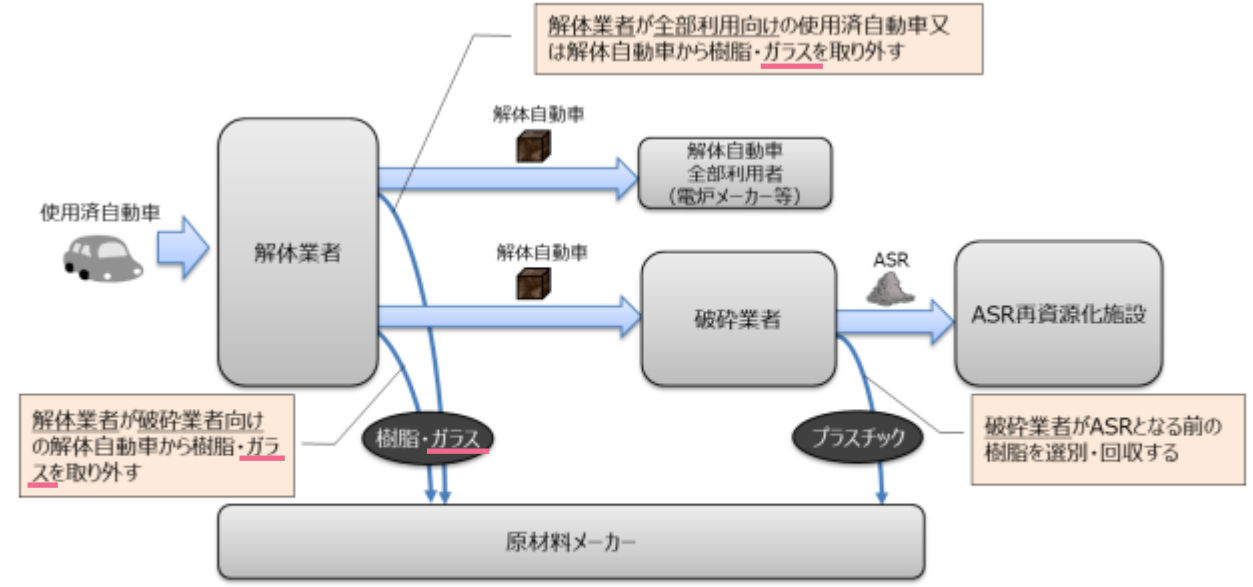 解体業者が全部利用向けの使用済自動車又
は解体自動車から樹脂・ガラスを取り外す
解体自動車
解体自動車
全部利用者
(電炉メーカー等)
使用済自動車
解体業者
解体自動車
破砕業者
ASR
ASR再資源化施設
解体業者が破砕業者向け
の解体自動車から樹脂・ガラ
スを取り外す
樹脂・ガラス
プラスチック
破砕業者がASRとなる前の
樹脂を選別・回収する
原材料メーカー